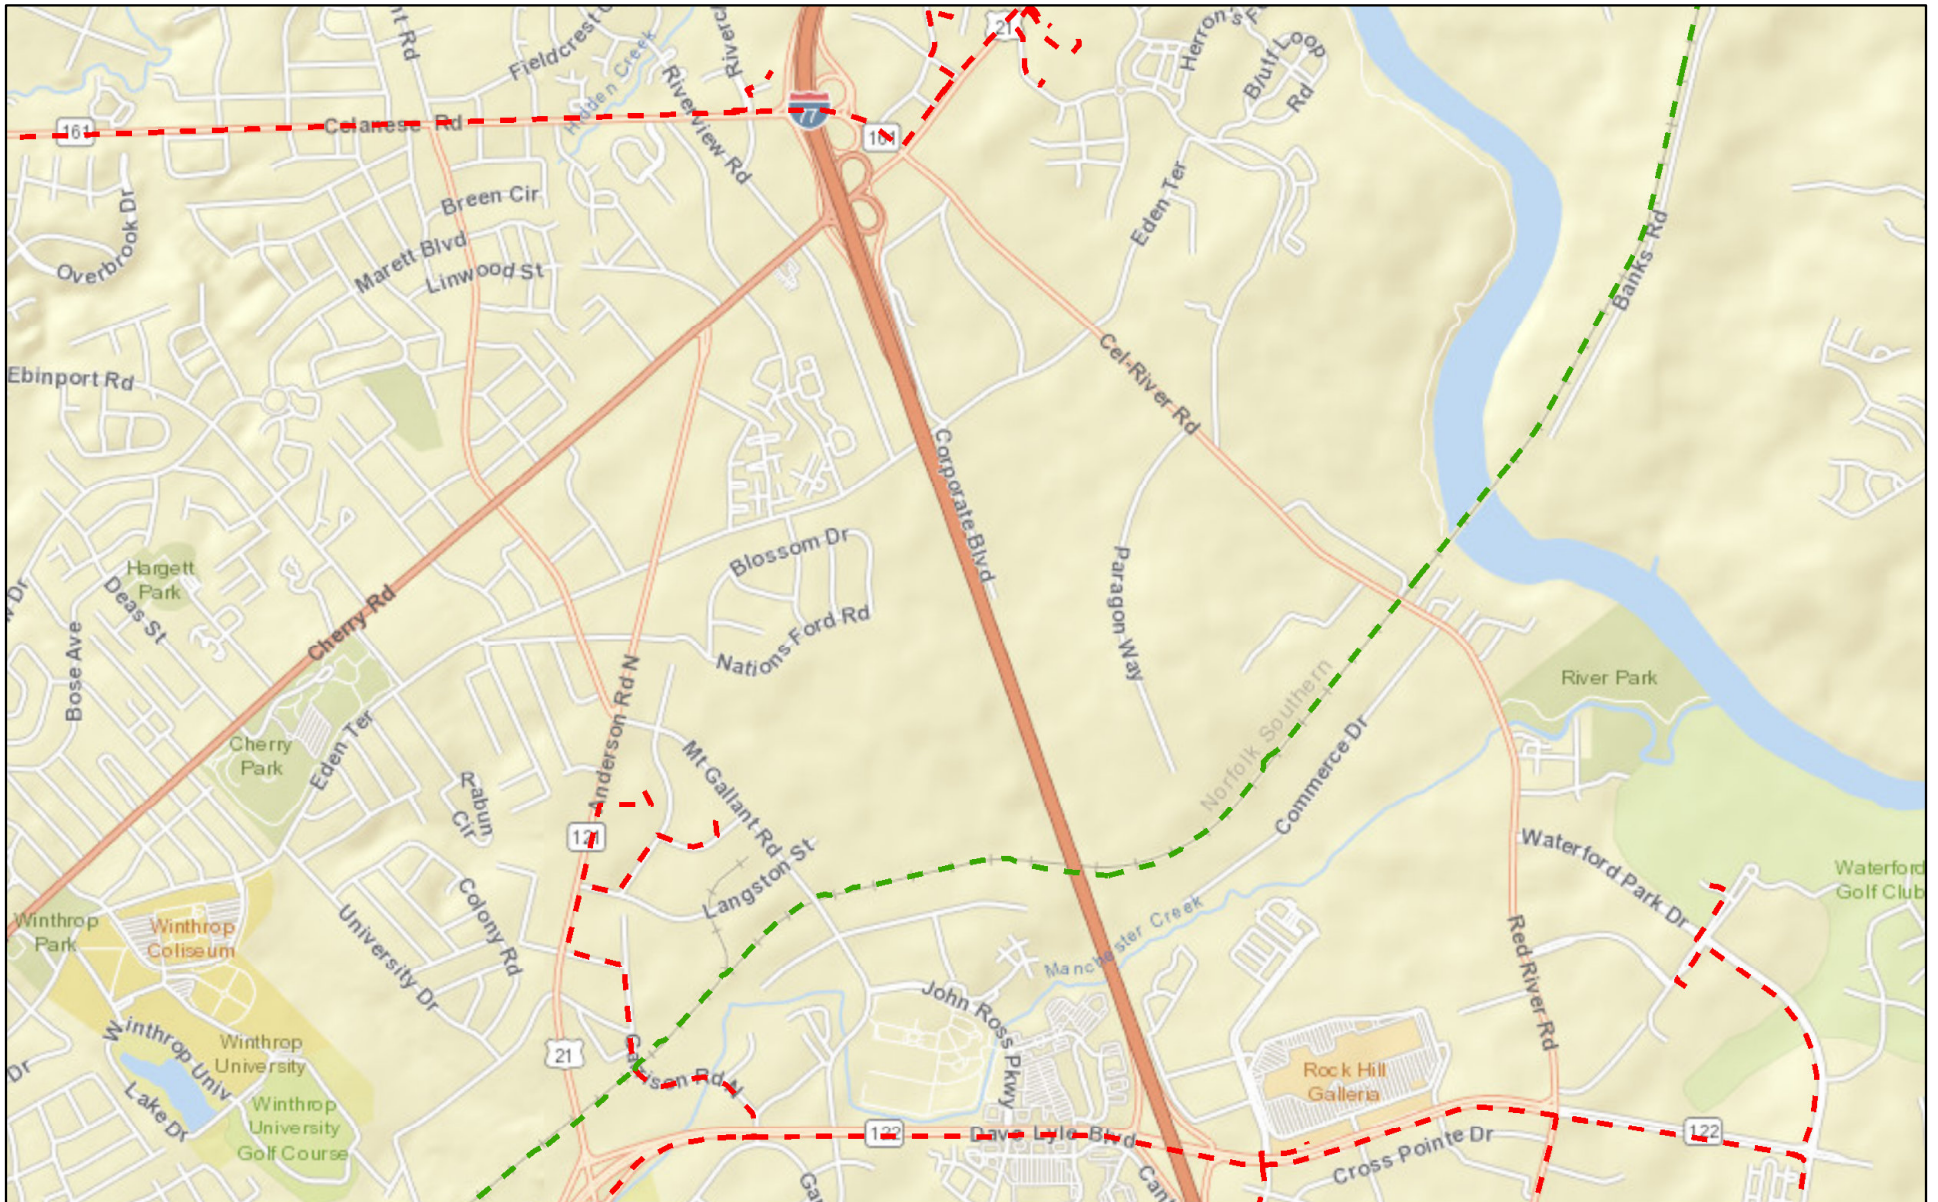 Fieldcrest
Hidden Creek
Riverview Rd
21
Herron's
Blutf Loop
Rd
161
Celanese Rd
77
161
Breen Cir
Overbrook Dr
Marett Blvd
Linwood St
Eden Ter
Banks Rd
Ebinport Rd
Cel-River Rd
Corporate Blvd
Blossom Dr
Hargett
Park
Deas St
Cherry Rd
Nations Ford Rd
Paragon Way
Bose Ave
Anderson Rd N
Norfolk Southern
River Park
Cherry
Park
Eden Ter
Rabun
Cir
Mt Gallant Rd
Commerce Dr
121
Langston St
Waterford Park Dr
Waterford
Golf Club
Winthrop
Park
Winthrop
Coliseum
University Dr
Colony Rd
Manchester Creek
Red River Rd
John Ross Pkwy
21
Winthrop
University
Winthrop Univ
Lake Dr
Dr
Rd N
Rock Hill
Galleria
Winthrop
University
Golf Course
122
Dave Lyle Blvd
Cross Pointe Dr
122